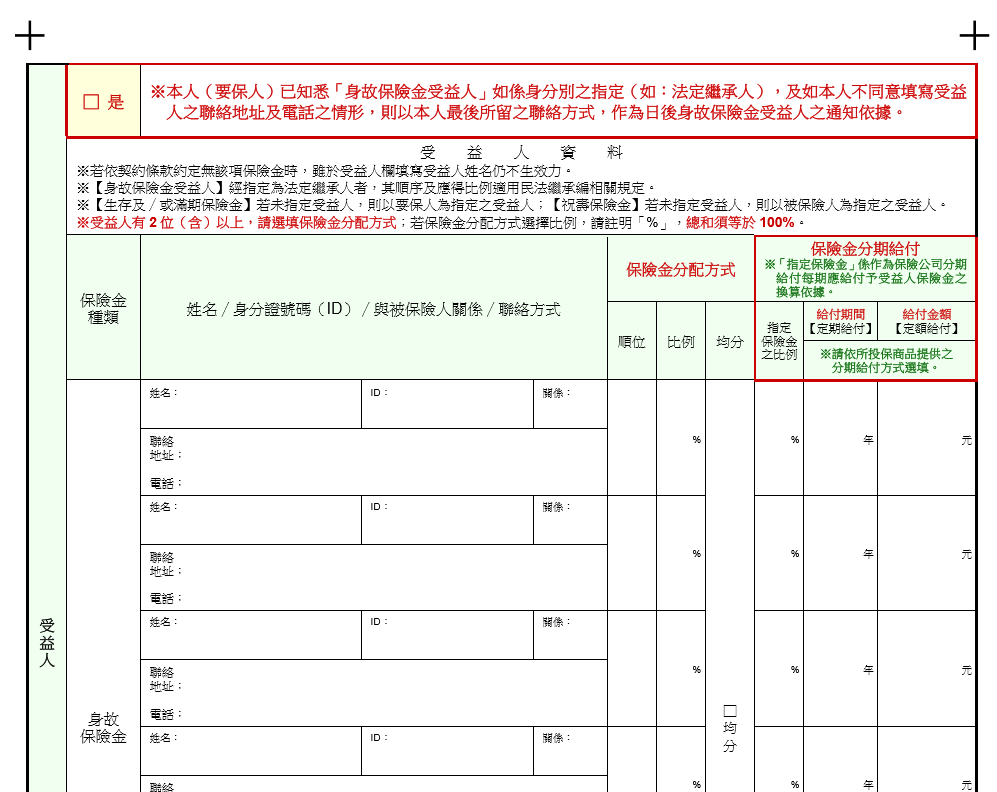 □ 是
※本人（要保人）已知悉「身故保險金受益人」如係身分別之指定（如：法定繼承人），及如本人不同意填寫受益
人之聯絡地址及電話之情形，則以本人最後所留之聯絡方式，作為日後身故保險金受益人之通知依據。
受益人資料
※若依契約條款約定無該項保險金時，雖於受益人欄填寫受益人姓名仍不生效力。
※【身故保險金受益人】經指定為法定繼承人者，其順序及應得比例適用民法繼承編相關規定。
※【生存及／或滿期保險金】若未指定受益人，則以要保人為指定之受益人；【祝壽保險金】若未指定受益人，則以被保險人為指定之受益人。
※受益人有 2 位（含）以上，請選填保險金分配方式；若保險金分配方式選擇比例，請註明「%」，總和須等於 100%。
保險金
種類
姓名 / 身分證號碼（ID） / 與被保險人關係 / 聯絡方式
保險金分配方式
順位
比例
均分
保險金分期給付
※「指定保險金」係作為保險公司分期
給付每期應給付予受益人保險金之
換算依據。
指定
保險金
之比例
給付期間
【定期給付】
給付金額
【定額給付】
※請依所投保商品提供之
分期給付方式選填。
受
益
人
身故
保險金
姓名：
ID：
關係：
聯絡
地址：
電話：
%
%
年
元
姓名：
ID：
關係：
聯絡
地址：
電話：
%
%
年
元
姓名：
ID：
關係：
聯絡
地址：
電話：
%
%
年
元
□
均
分
姓名：
ID：
關係：
聯絡
%
%
年
元